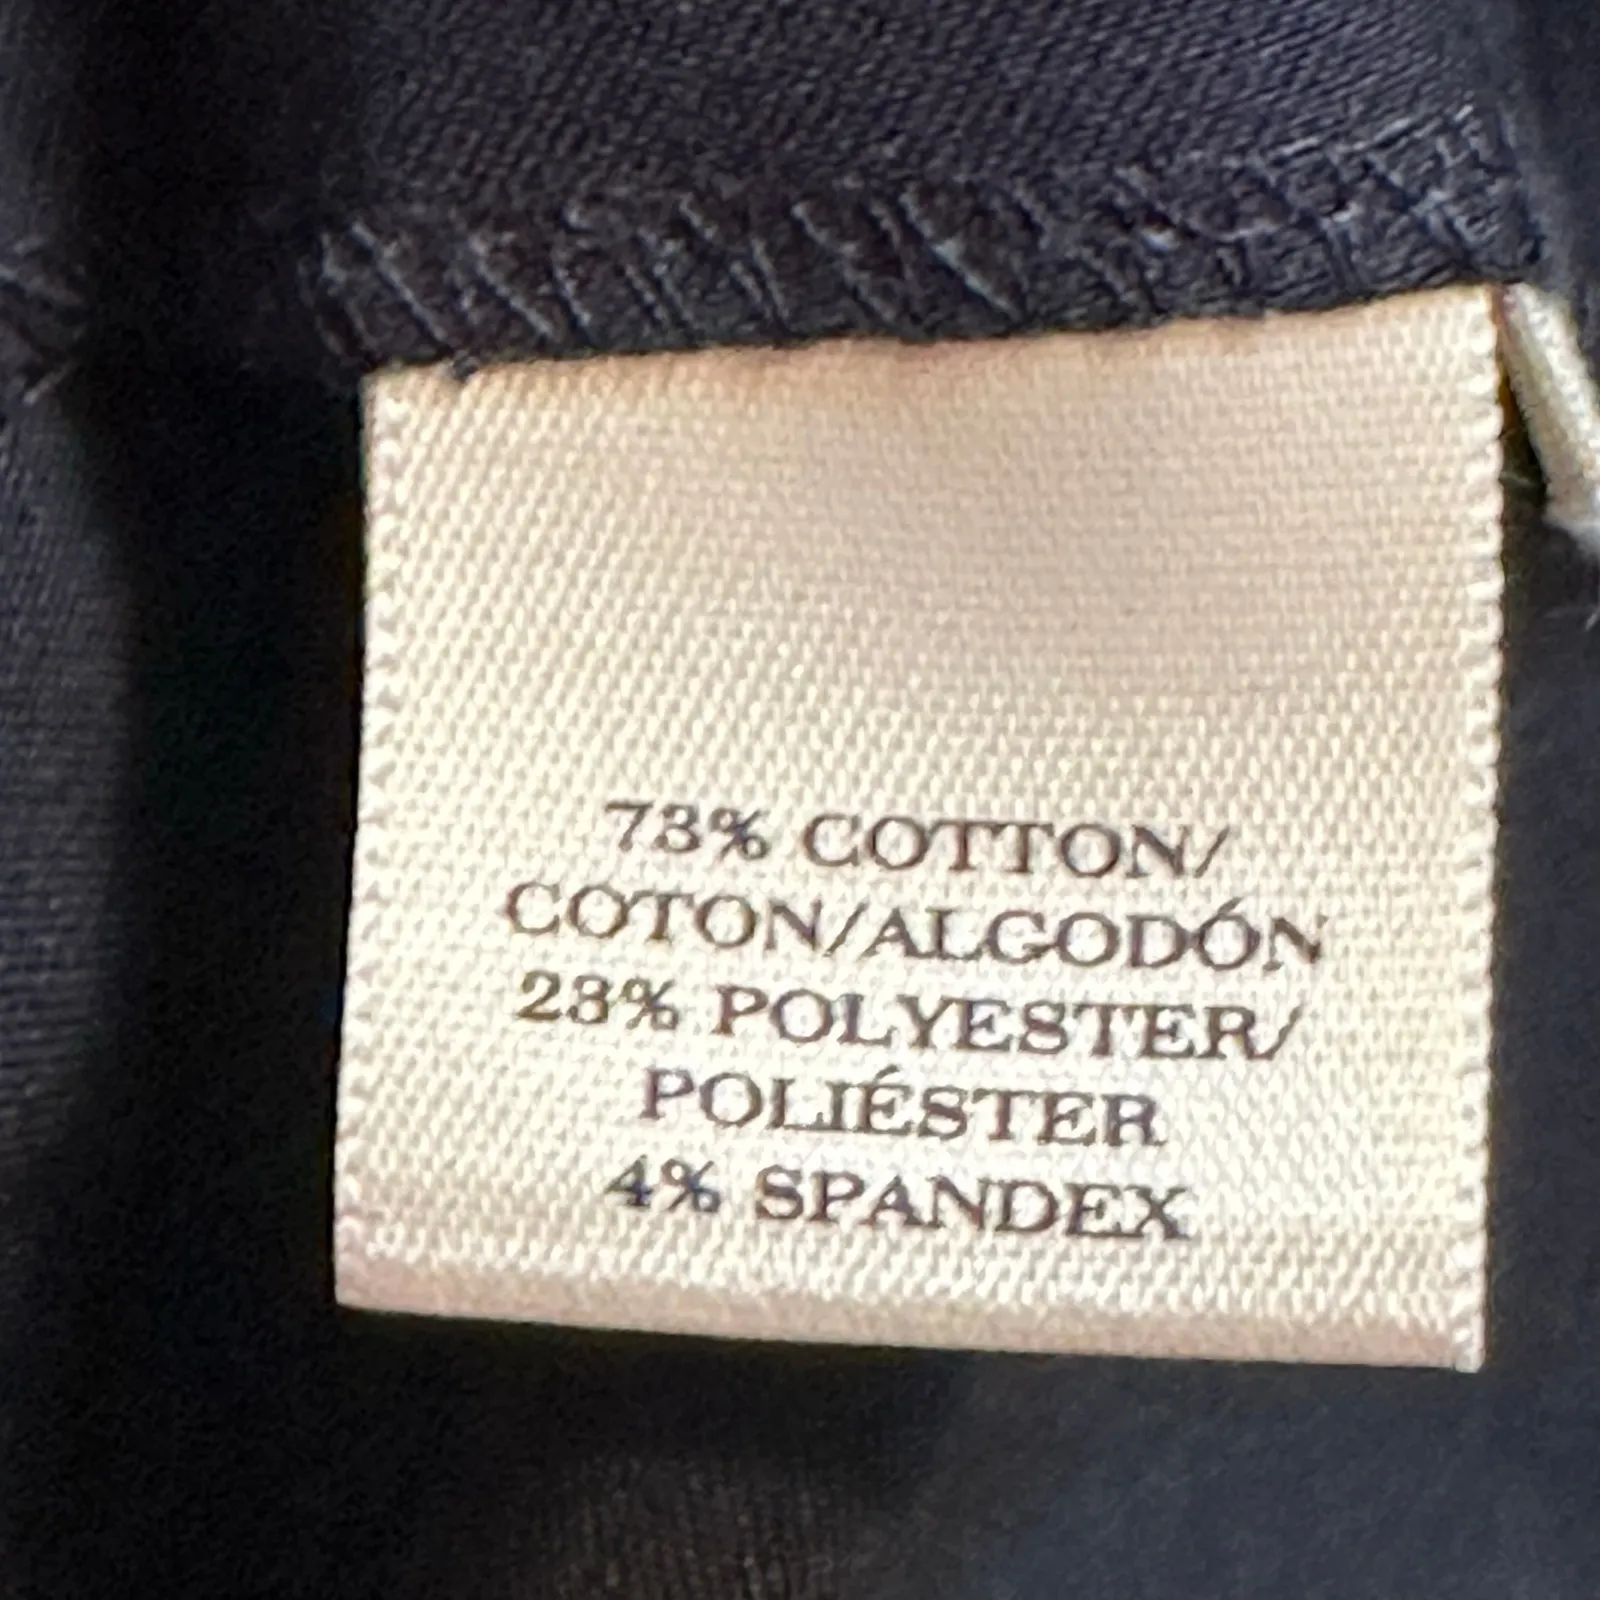 73% COTTON/
COTON/ALGODÓN
23% POLYESTER/
POLIÉSTER
4% SPANDEX